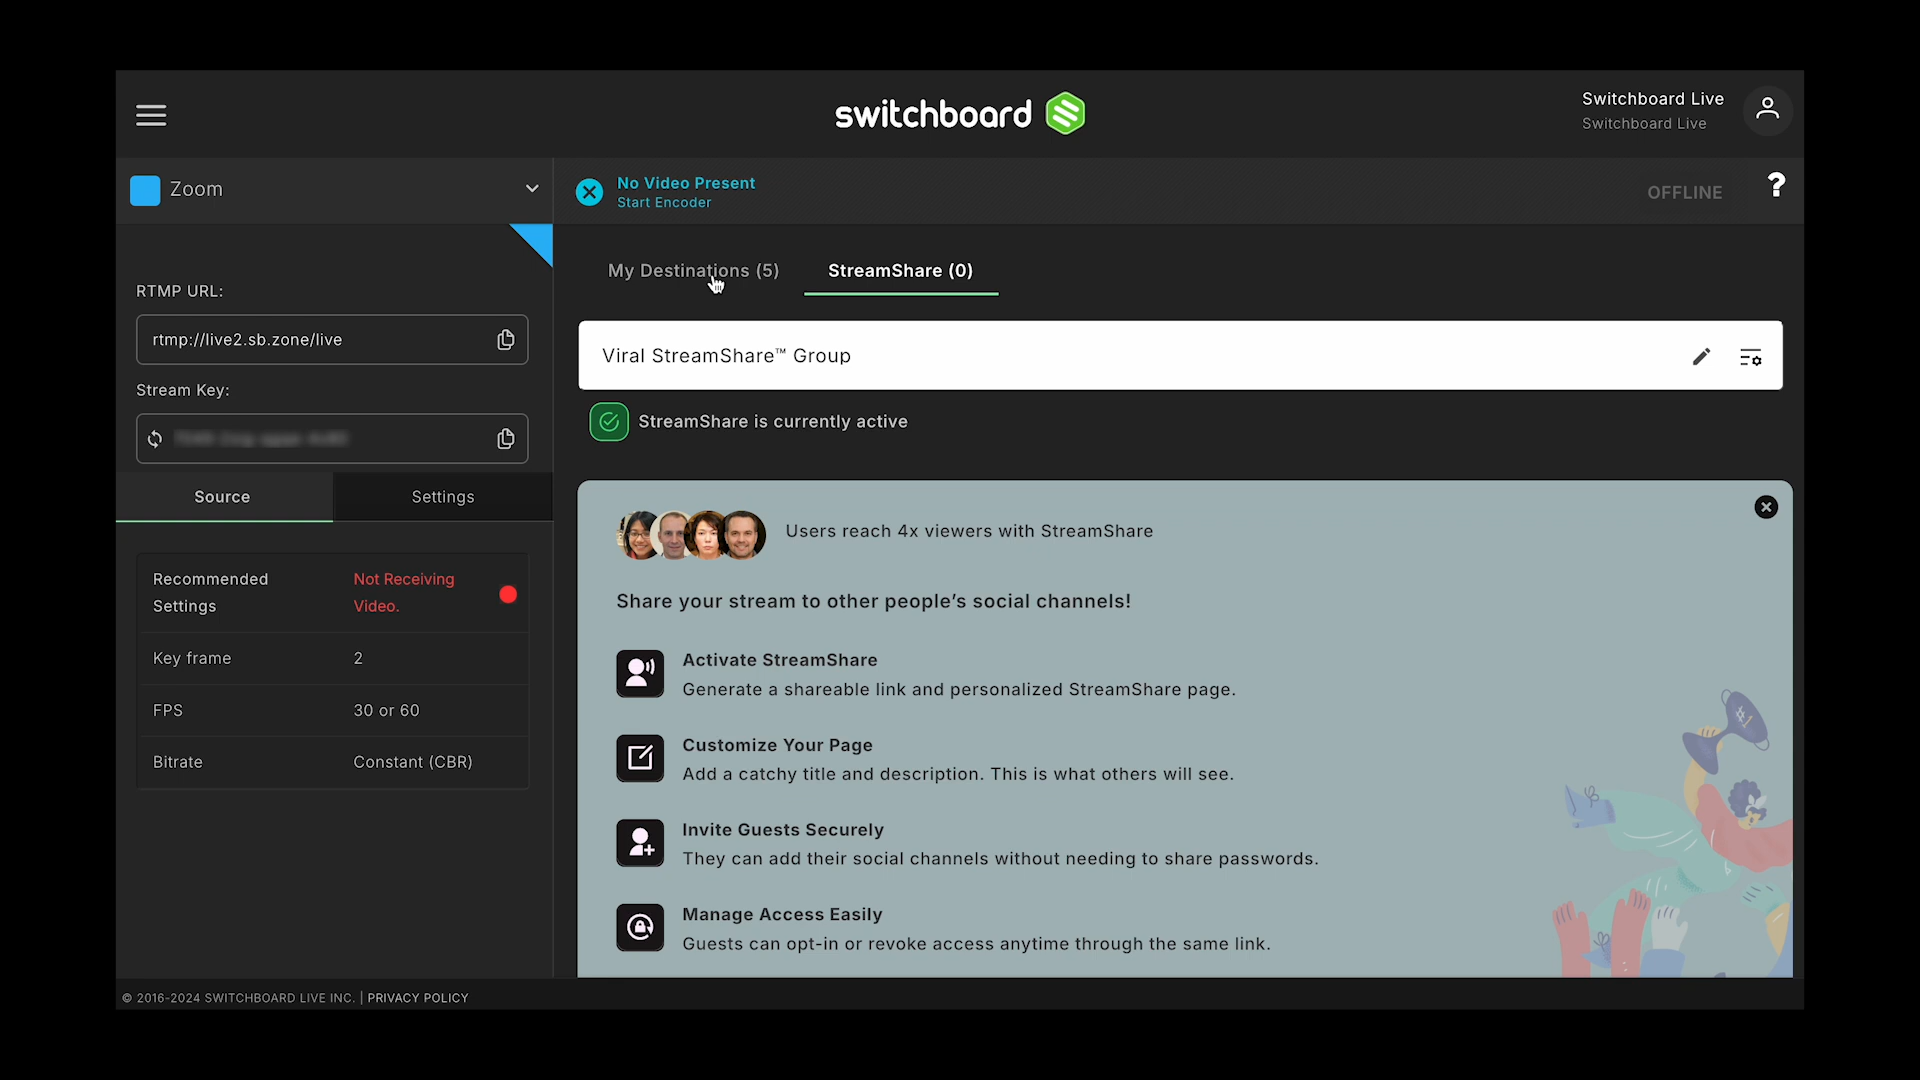 switchboard
Switchboard Live
Switchboard Live
Zoom
No Video Present
Start Encoder
OFFLINE
?
RTMP URL:
rtmp://live2.sb.zone/live
Stream Key:
Source
Settings
Recommended Settings
Not Receiving Video.
Key frame
2
FPS
30 or 60
Bitrate
Constant (CBR)
My Destinations (5)
StreamShare (0)
Viral StreamShare™ Group
StreamShare is currently active
Users reach 4x viewers with StreamShare
Share your stream to other people’s social channels!
Activate StreamShare
Generate a shareable link and personalized StreamShare page.
Customize Your Page
Add a catchy title and description. This is what others will see.
Invite Guests Securely
They can add their social channels without needing to share passwords.
Manage Access Easily
Guests can opt-in or revoke access anytime through the same link.
© 2016-2024 SWITCHBOARD LIVE INC. | PRIVACY POLICY